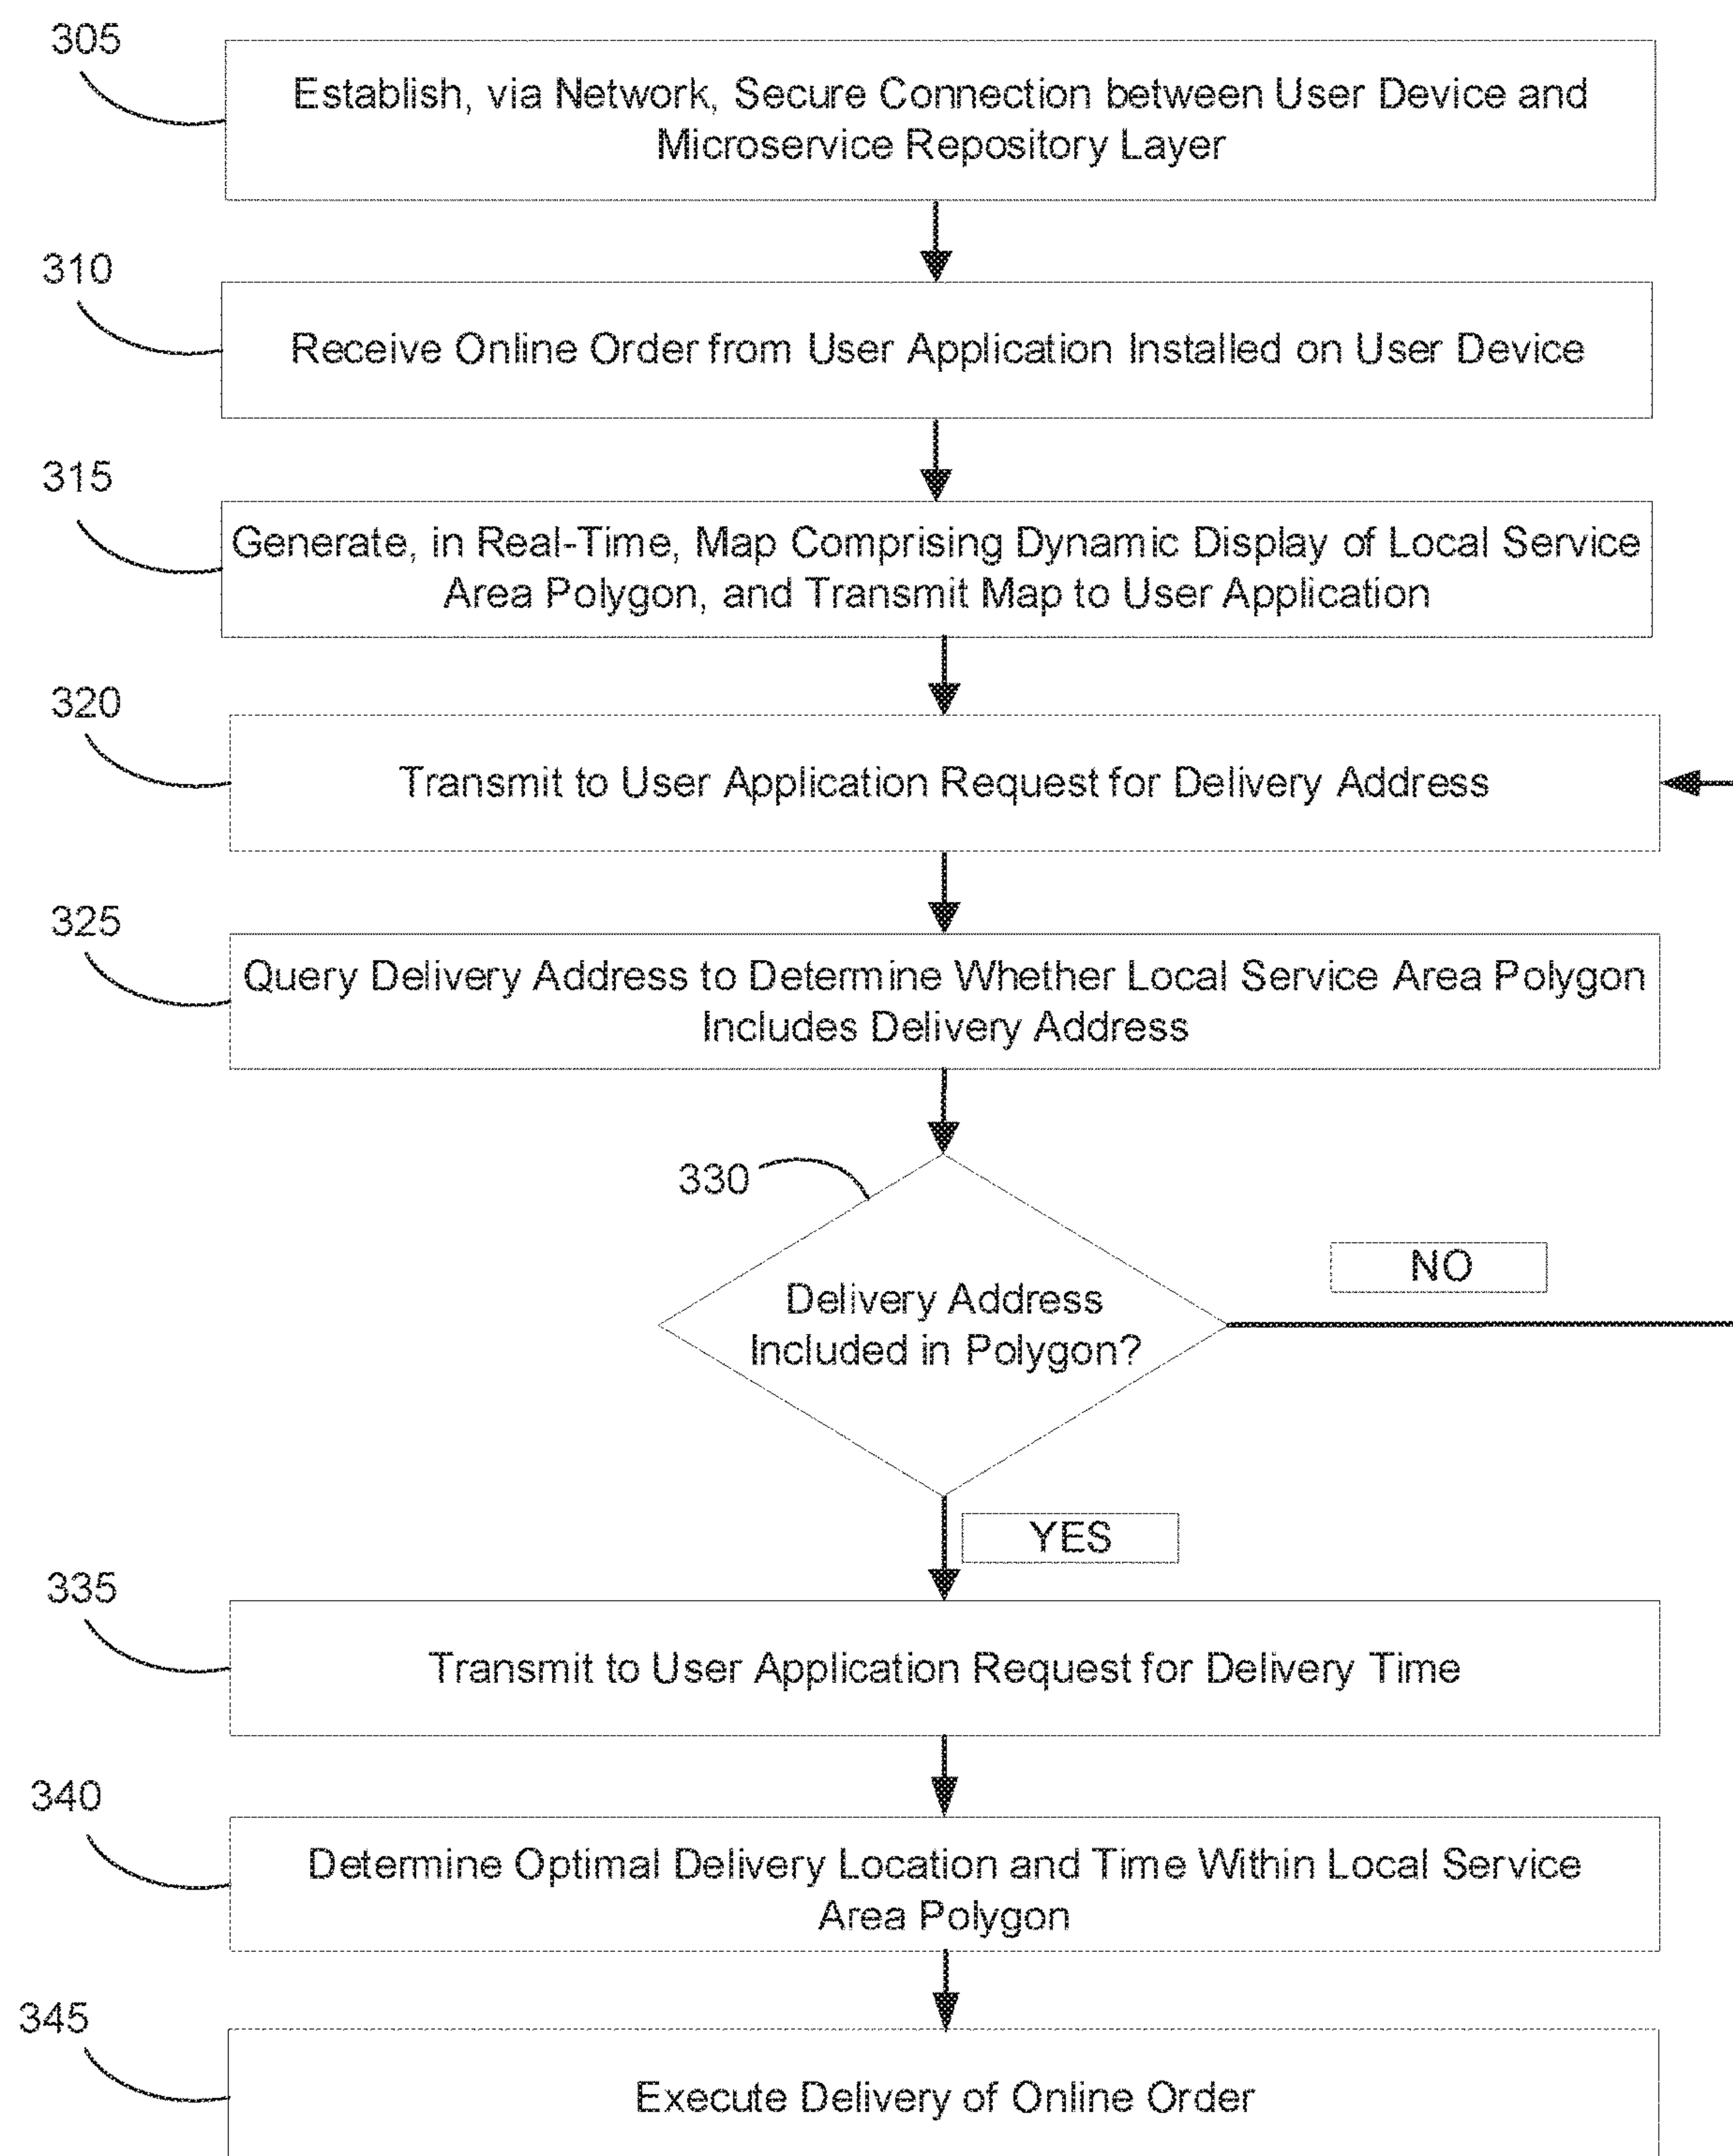 305
Establish, via Network, Secure Connection between User Device and
Microservice Repository Layer
310
Receive Online Order from User Application Installed on User Device
315
Generate, in Real-Time, Map Comprising Dynamic Display of Local Service
Area Polygon, and Transmit Map to User Application
320
Transmit to User Application Request for Delivery Address
325
Query Delivery Address to Determine Whether Local Service Area Polygon
Includes Delivery Address
330
Delivery Address
Included in Polygon?
NO
YES
335
Transmit to User Application Request for Delivery Time
340
Determine Optimal Delivery Location and Time Within Local Service
Area Polygon
345
Execute Delivery of Online Order